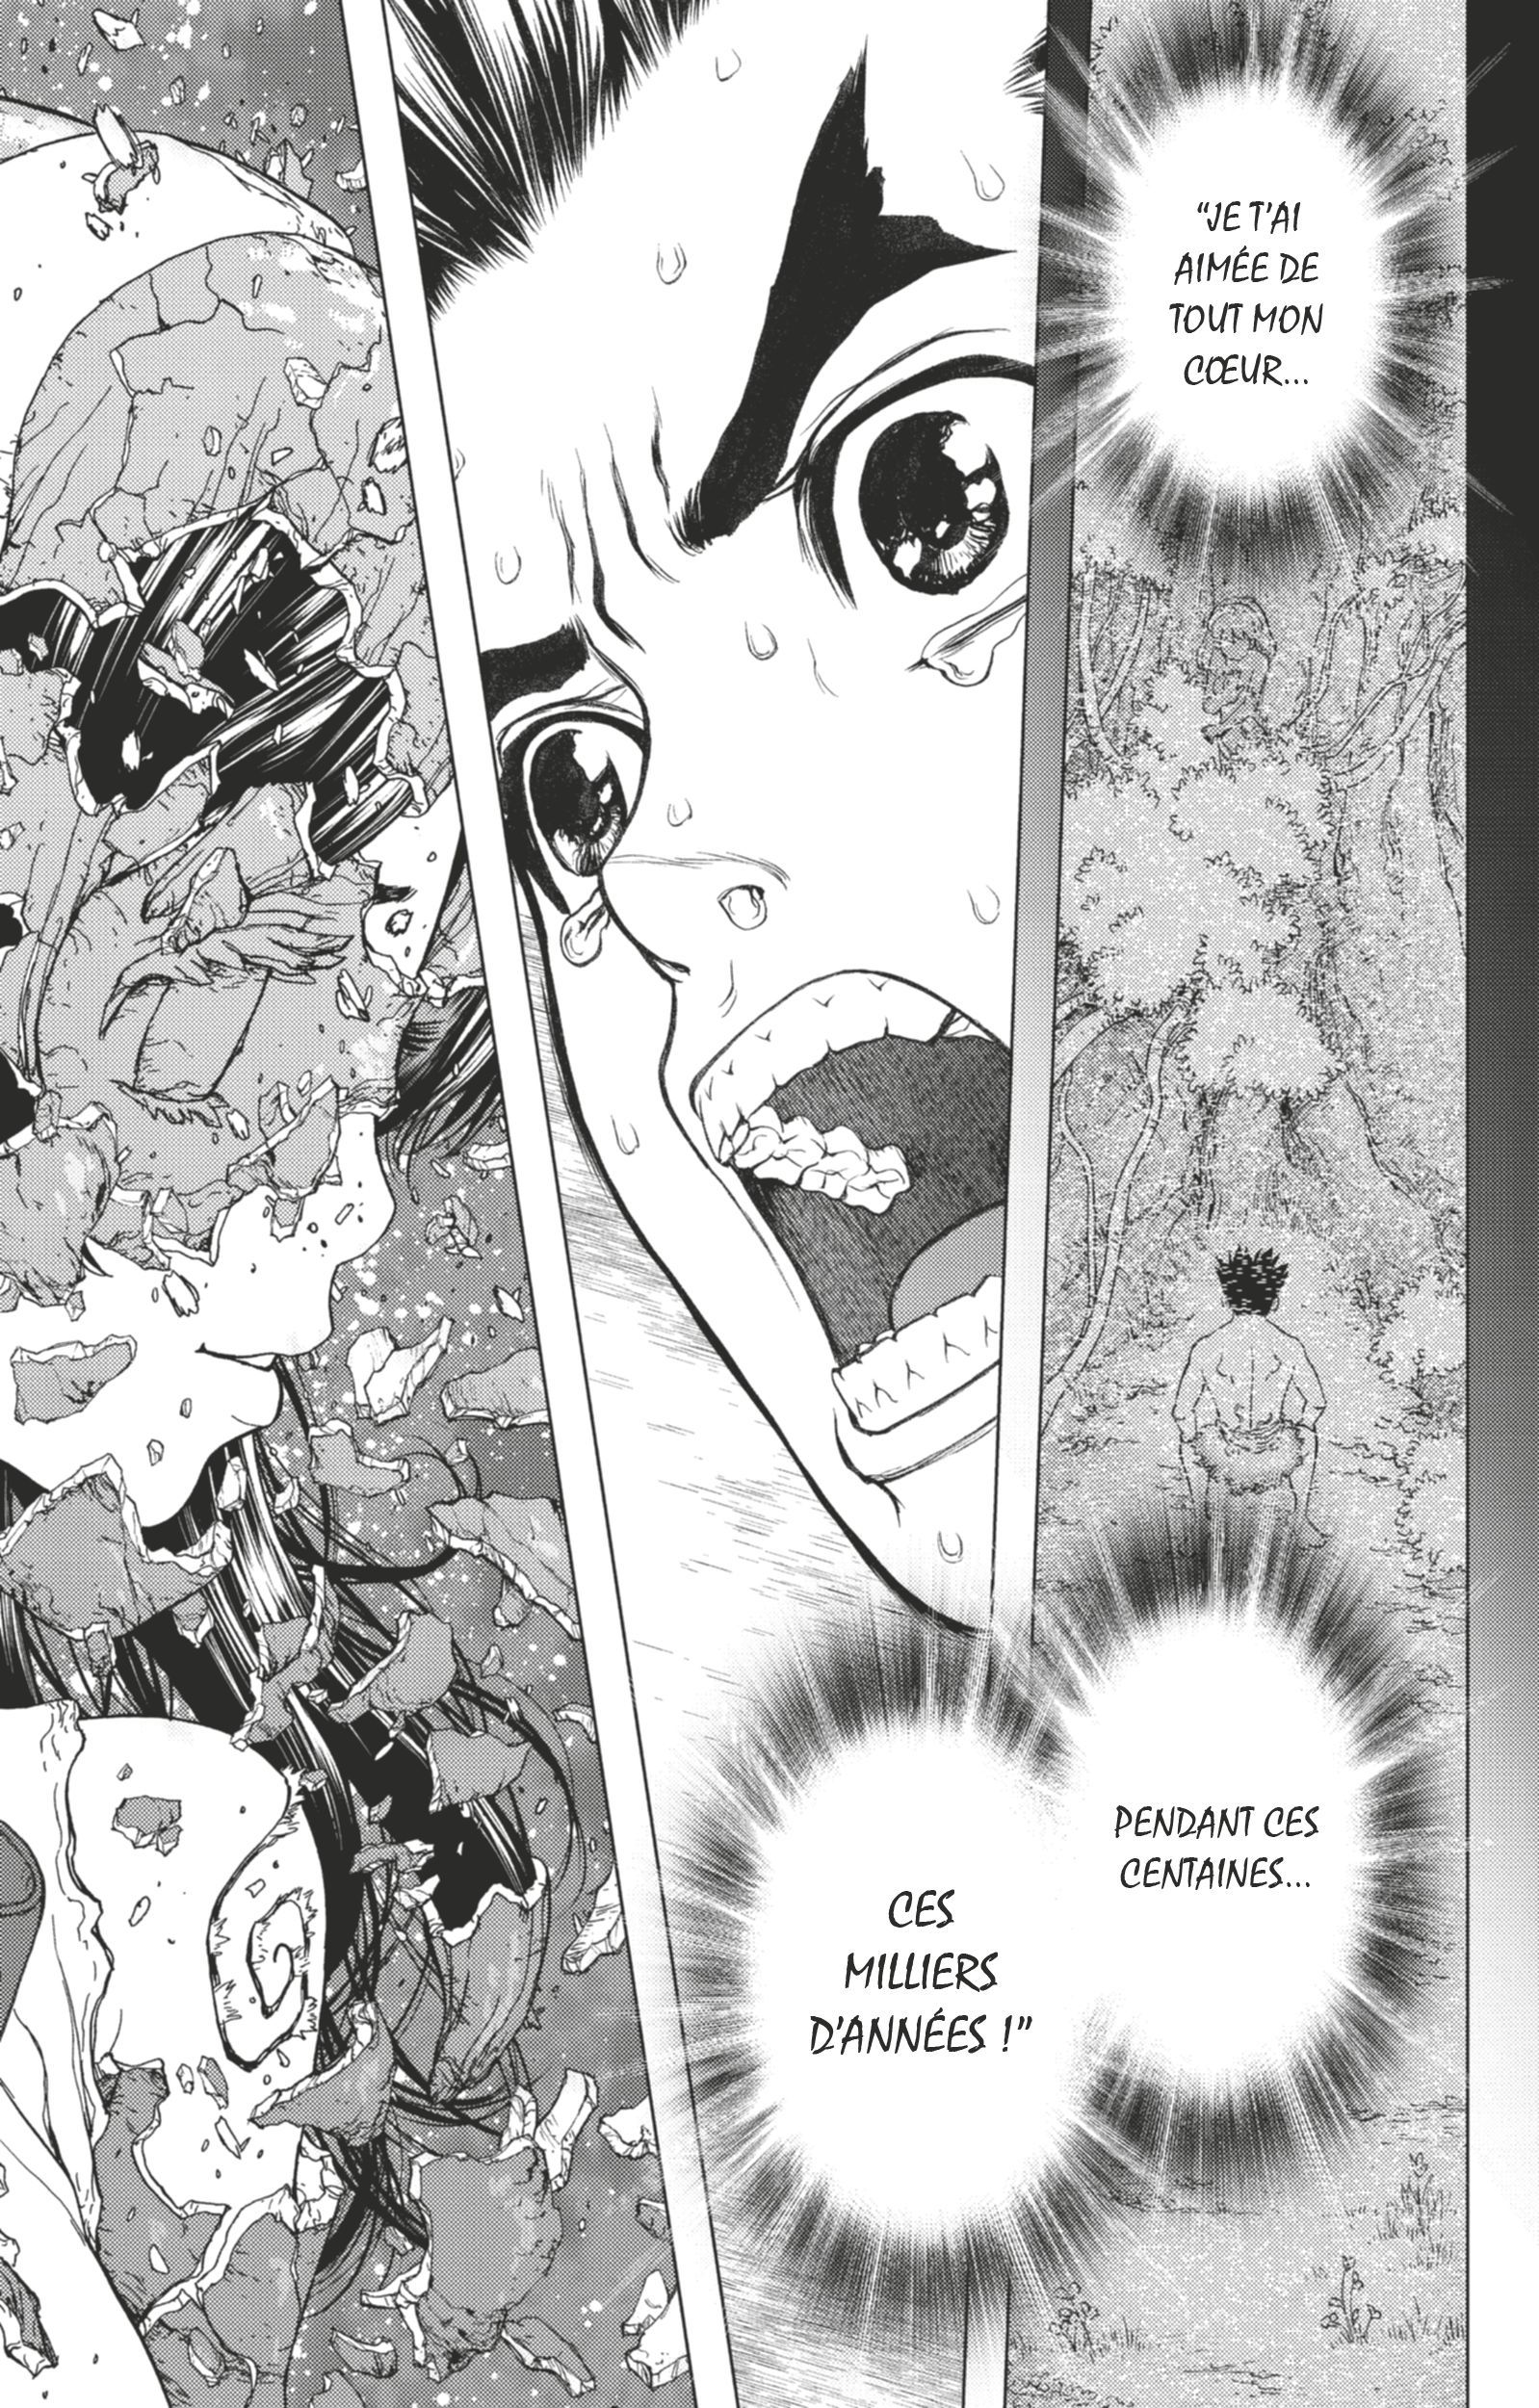 “JE T’AI
AIMÉE DE
TOUT MON
CŒUR...
PENDANT CES
CENTAINES...
CES
MILLIERS
D’ANNÉES !”